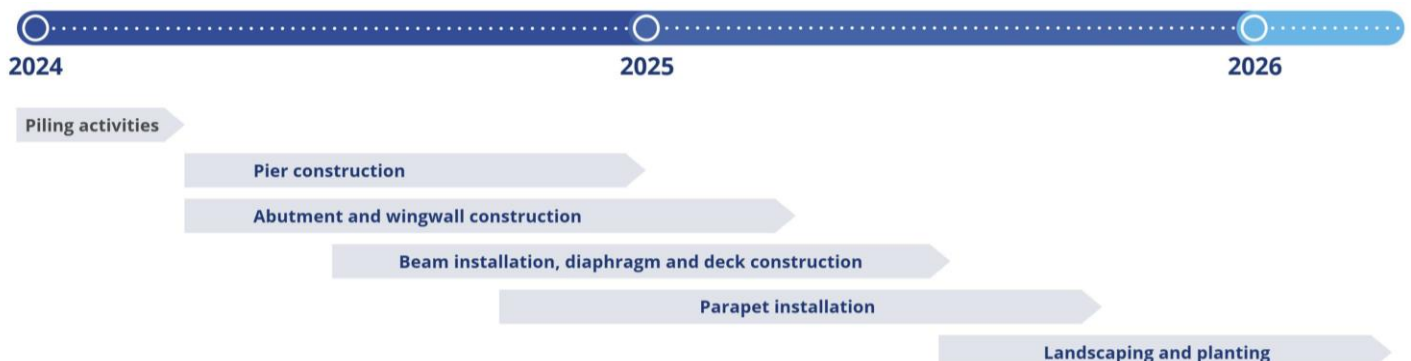 2024
2025
2026
Piling activities
Pier construction
Abutment and wingwall construction
Beam installation, diaphragm and deck construction
Parapet installation
Landscaping and planting